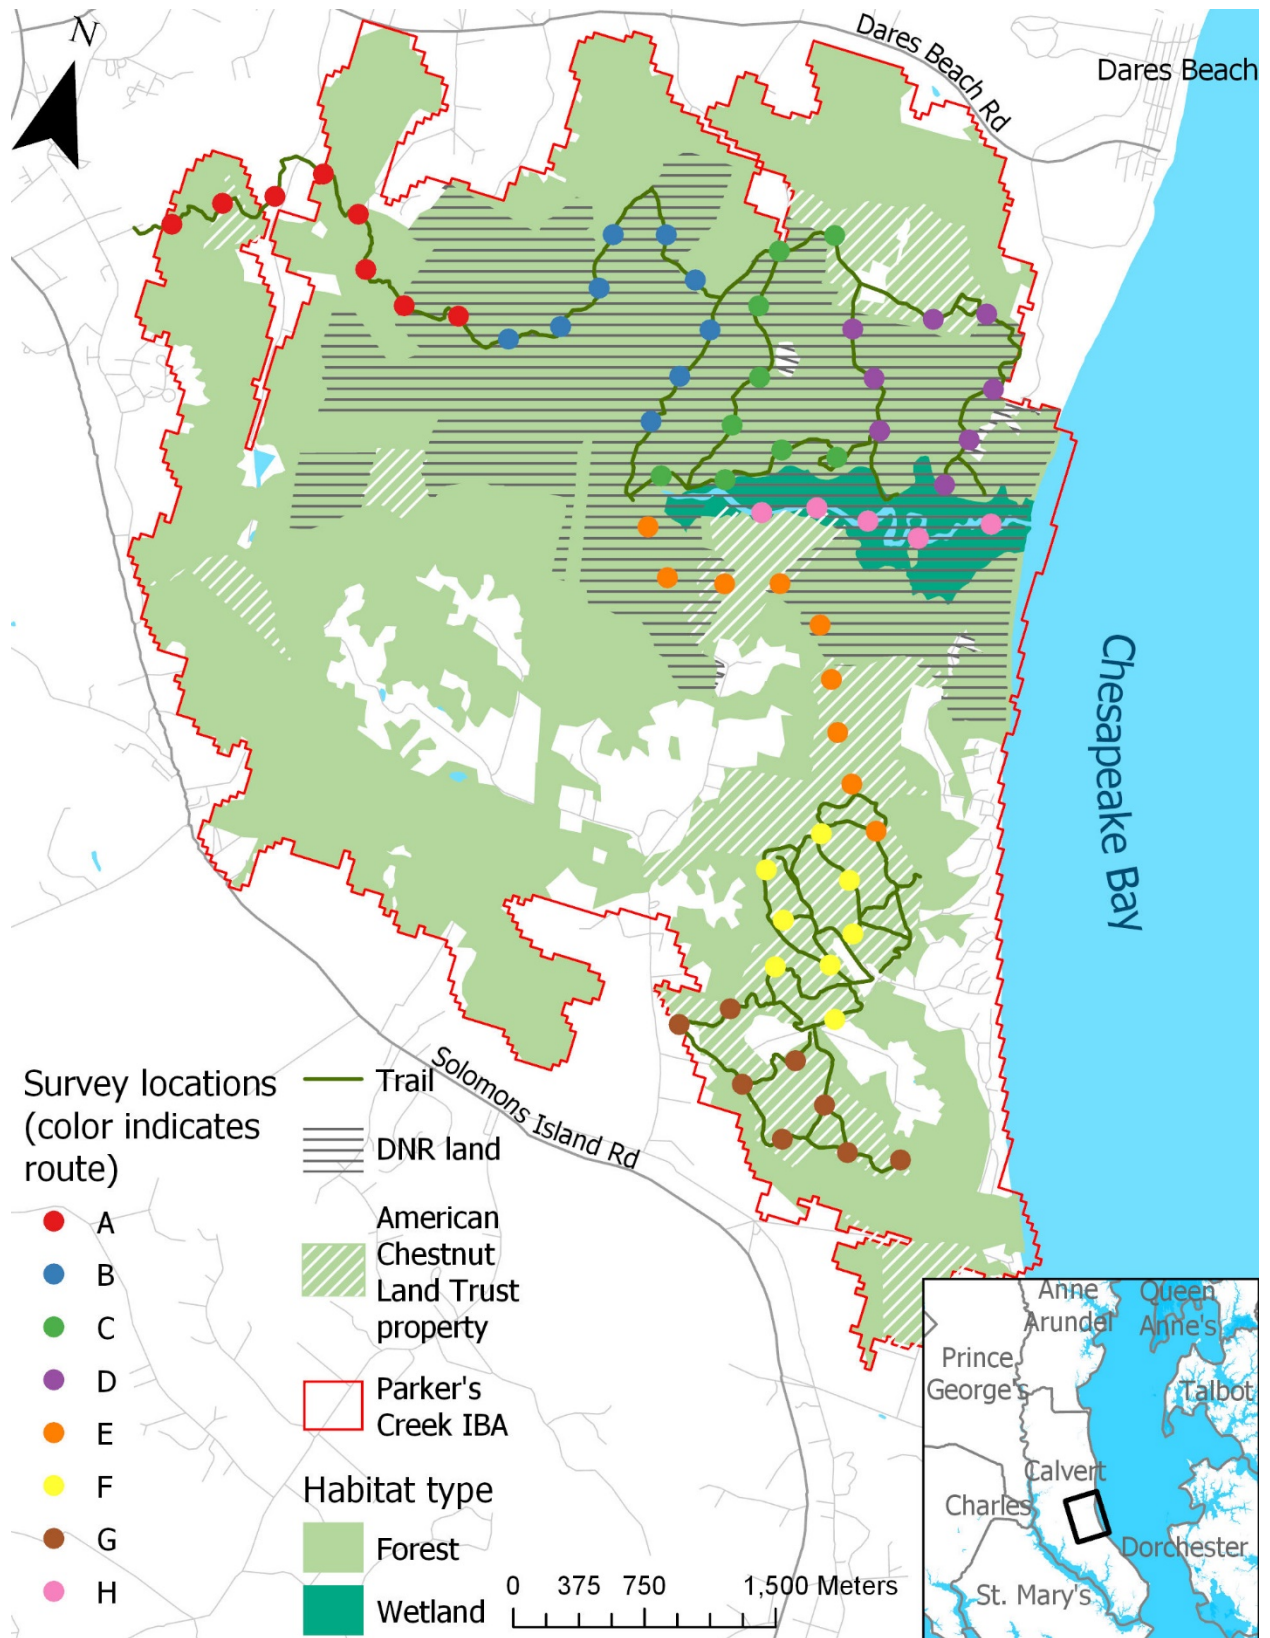 N
Dares Beach Rd
Dares Beach
Chesapeake Bay
Solomons Island Rd
Survey locations
(color indicates
route)
A
B
C
D
E
F
G
H
Trail
DNR land
American
Chestnut
Land Trust
property
Parker's
Creek IBA
Habitat type
Forest
Wetland
0 375 750 1,500 Meters
Anne
Arundel
Queen
Anne's
Prince
George's
Talbot
Calvert
Charles
Dorchester
St. Mary's